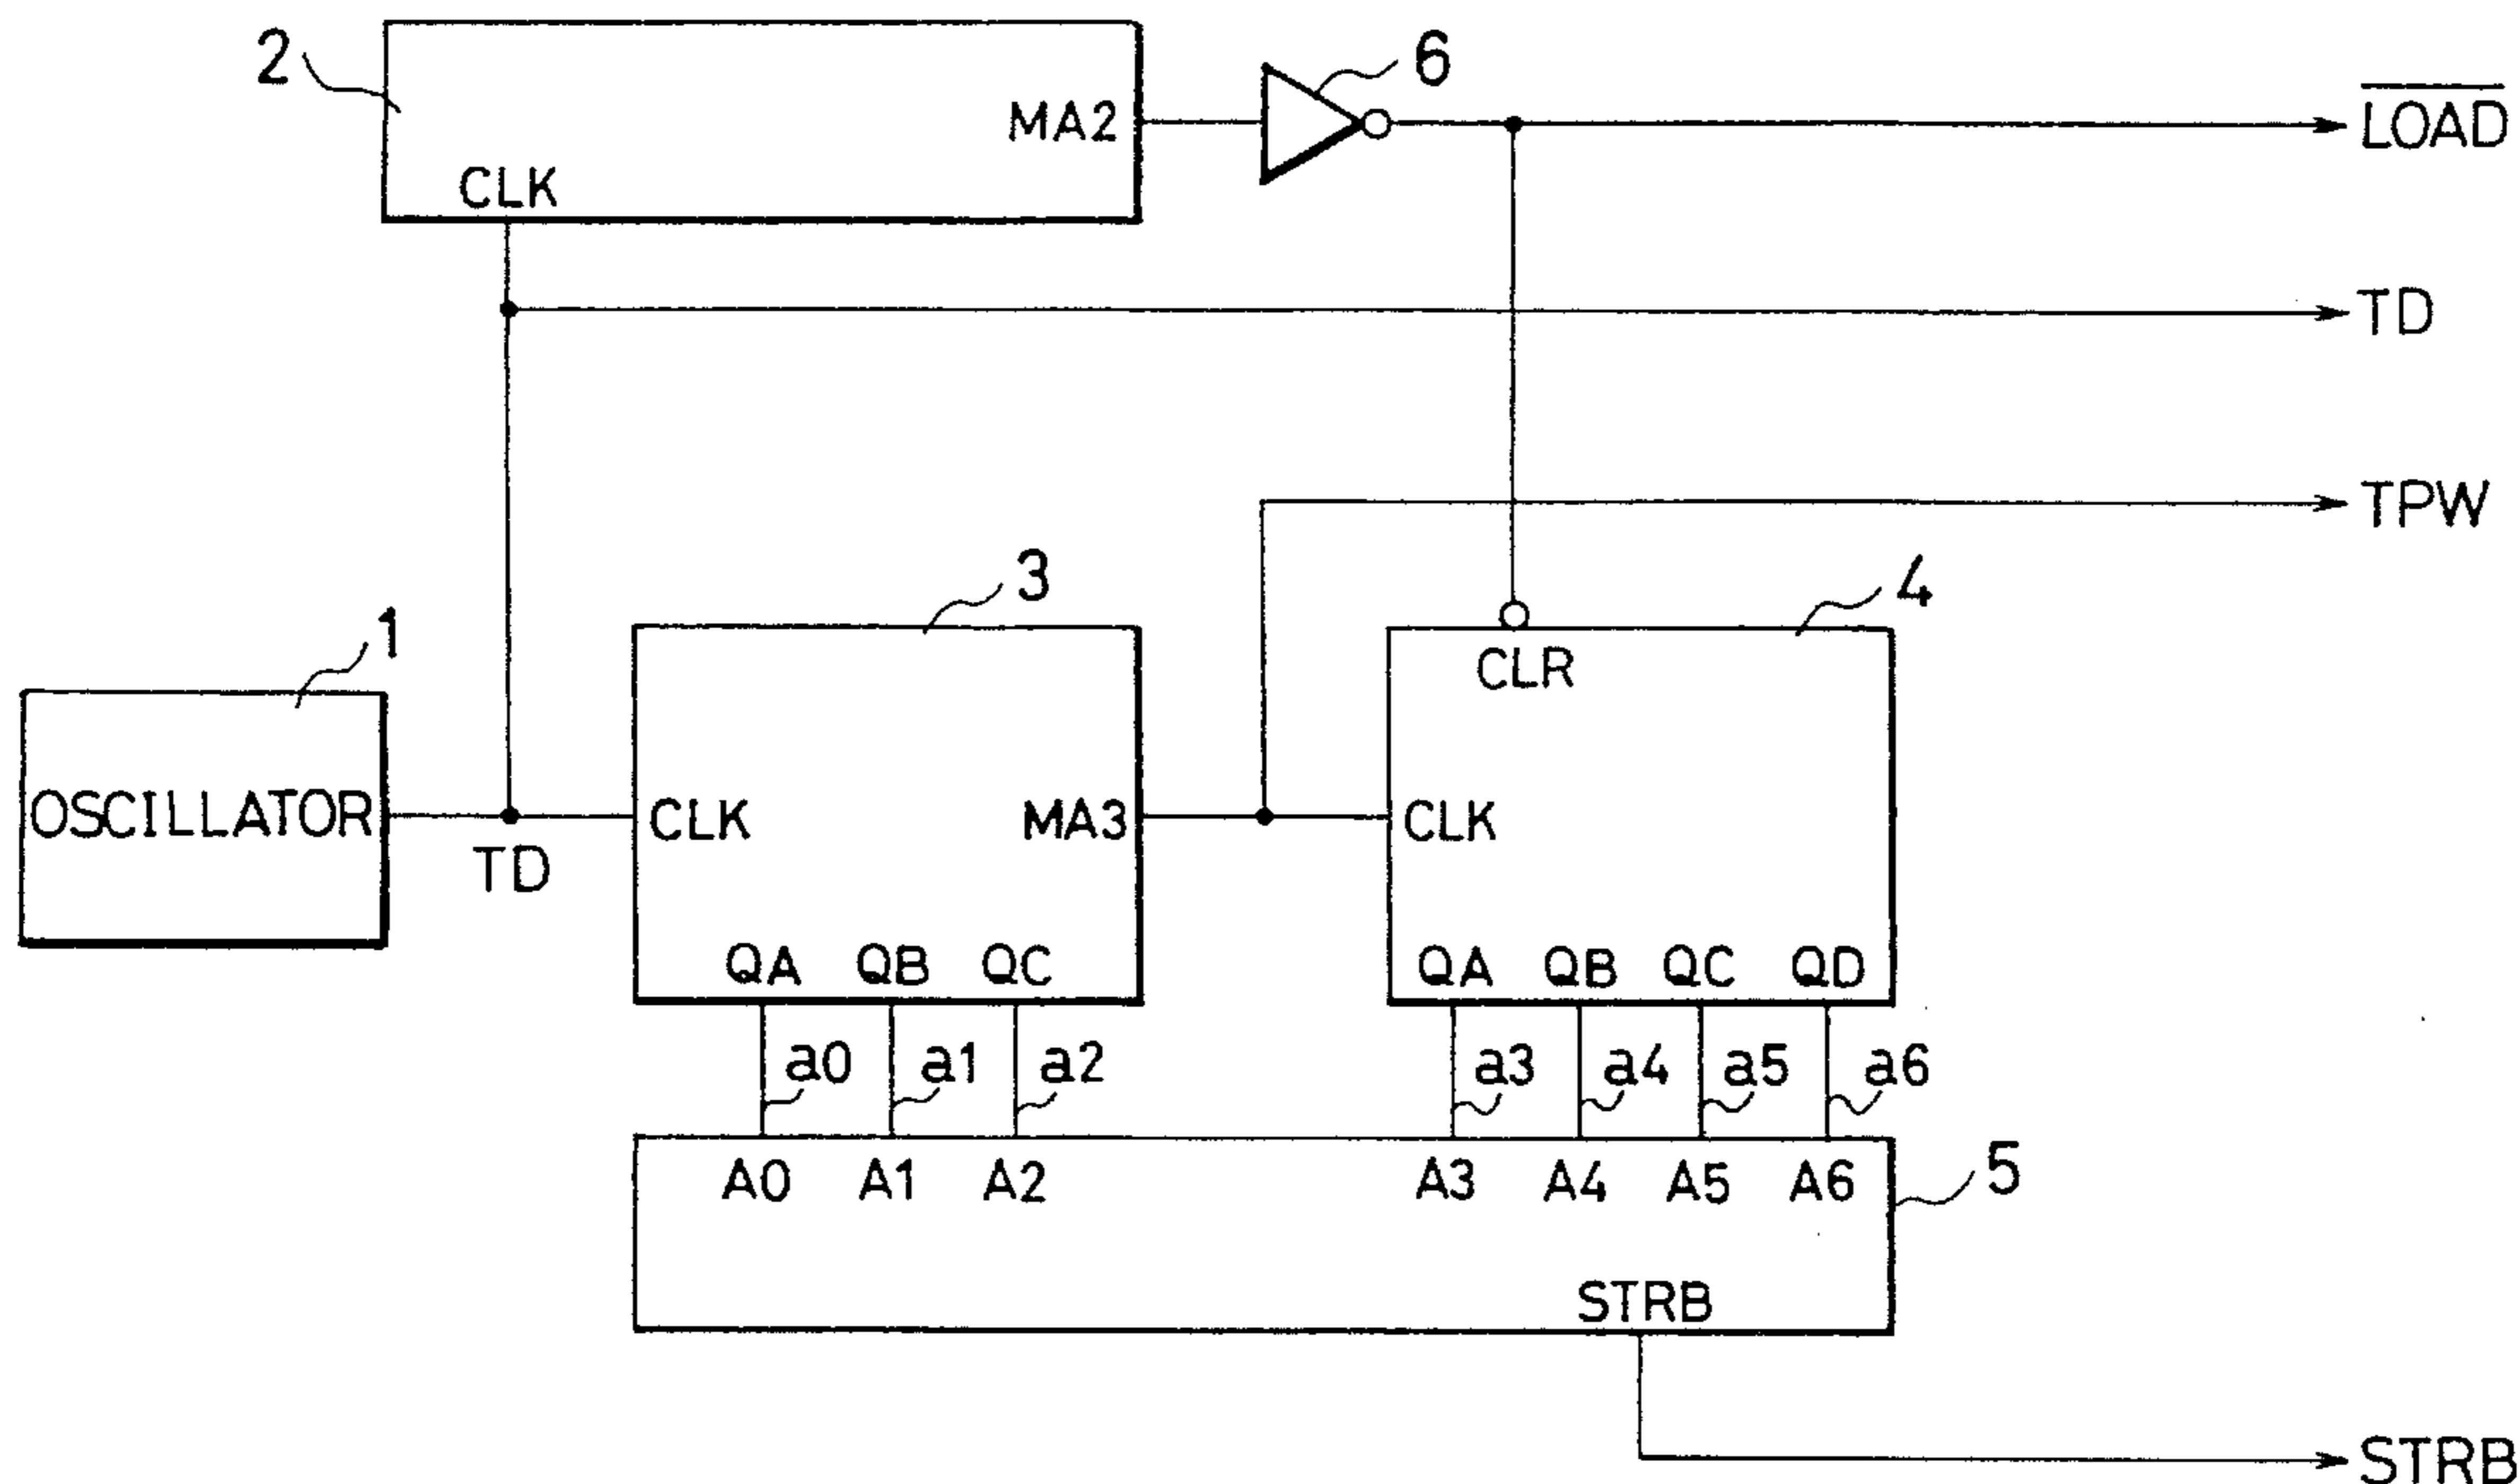 2
6
MA2
LOAD
CLK
TD
TPW
3
4
1
CLR
OSCILLATOR
CLK
MA3
CLK
TD
QA QB QC
QA QB QC QD
a0 a1 a2
a3 a4 a5 a6
A0 A1 A2
A3 A4 A5 A6
5
STRB
STRB